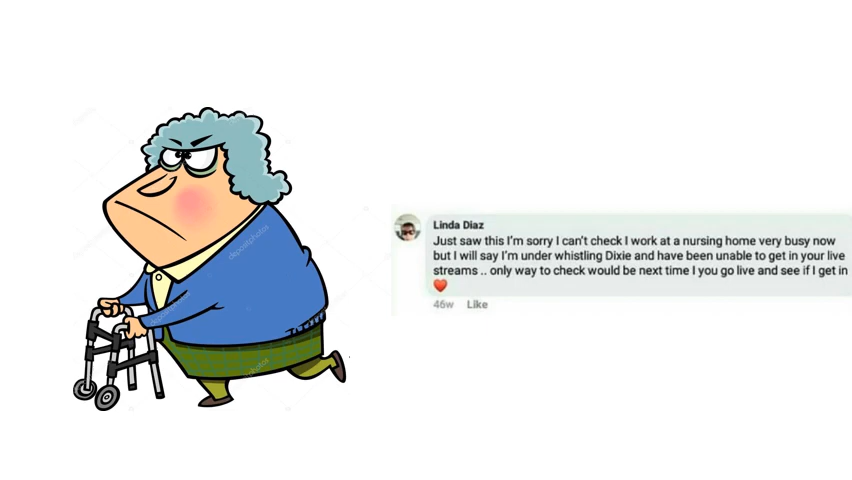 depositphotos
depositphotos
Linda Diaz
Just saw this I'm sorry I can't check I work at a nursing home very busy now
but I will say I'm under whistling Dixie and have been unable to get in your live
streams .. only way to check would be next time I you go live and see if I get in
❤️
46w Like